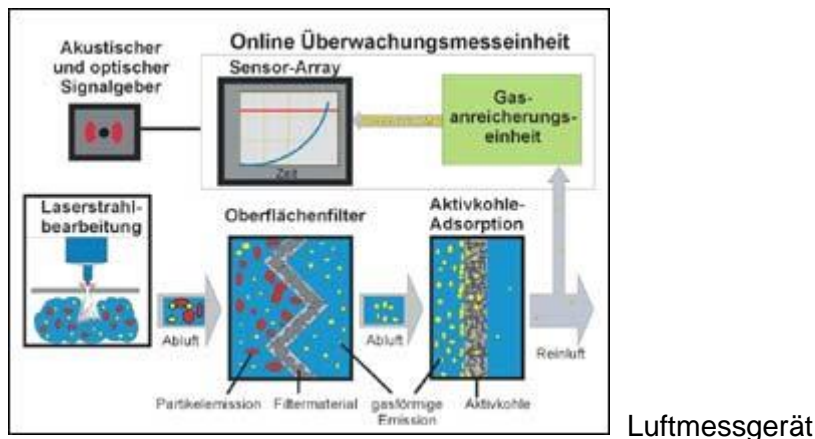 Akustischer
und optischer
Signalgeber
Online Überwachungsmesseinheit
Sensor-Array
Zeit
Gas-
anreicherungs-
einheit
Laserstrahl-
bearbeitung
Oberflächenfilter
Aktivkohle-
Adsorption
Abluft
Abluft
Reinluft
Partikelemission
Filtermaterial
gasförmige
Emission
Aktivkohle
Luftmessgerät